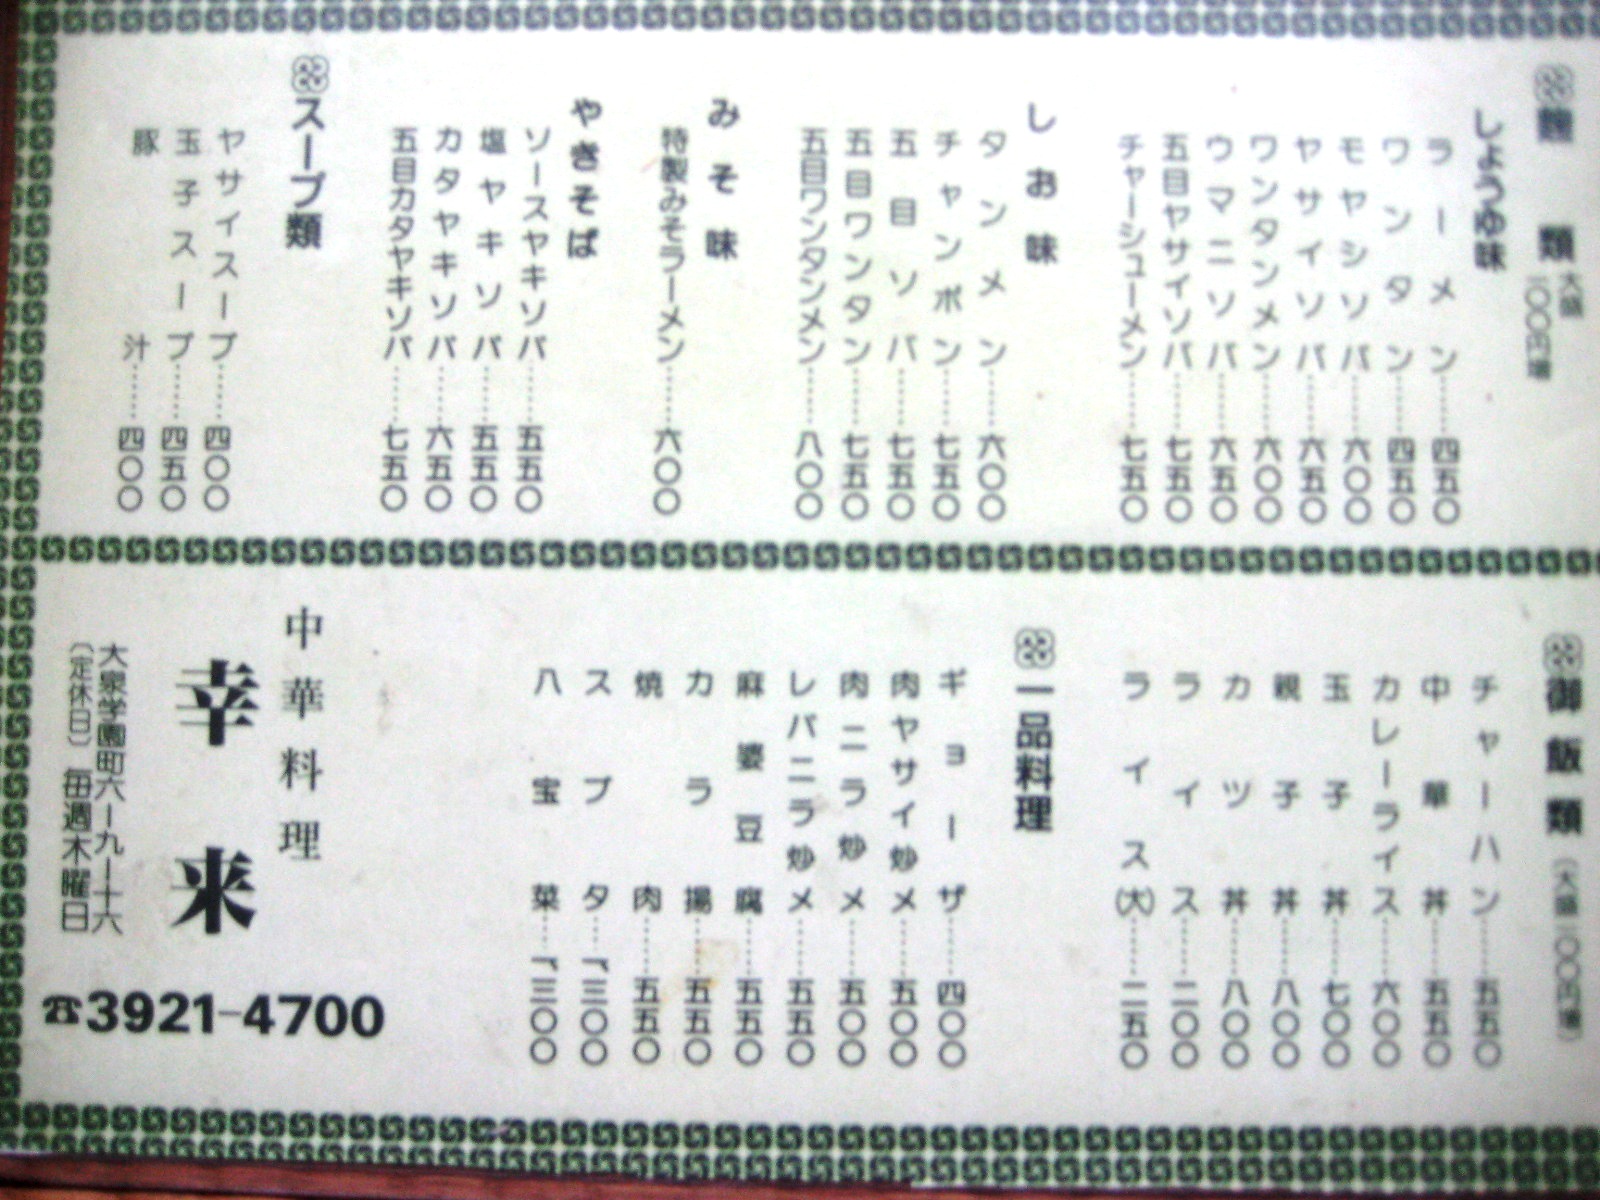 麺類 大盛一〇〇円増
しょうゆ味
ラーメン……四五〇
ワンタン……四五〇
モヤシソバ……六〇〇
ヤサイソバ……六五〇
ワンタンメン……六〇〇
ウマニソバ……六五〇
五目ヤサイソバ……七五〇
チャーシューメン……七五〇
しお味
タンメン……六〇〇
チャンポン……七五〇
五目ソバ……七五〇
五目ワンタン……七五〇
五目ワンタンメン……八〇〇
みそ味
特製みそラーメン……六〇〇
やきそば
ソースヤキソバ……五五〇
塩ヤキソバ……五五〇
カタヤキソバ……六五〇
五目カタヤキソバ……七五〇
スープ類
ヤサイスープ……四〇〇
玉子スープ……四五〇
豚汁……四〇〇
御飯類(大盛一〇〇円増)
チャーハン……五五〇
中華丼……五五〇
カレーライス……六〇〇
玉子丼……七〇〇
親子丼……八〇〇
カツ丼……八〇〇
ライス……二〇〇
ライス(大)……二五〇
一品料理
ギョーザ……四〇〇
肉ヤサイ炒メ……五〇〇
肉ニラ炒メ……五〇〇
レバニラ炒メ……五五〇
麻婆豆腐……五五〇
カラ揚……五五〇
焼肉……五五〇
スブタ……一、三〇〇
八宝菜……一、三〇〇
中華料理
幸来
大泉学園町六ー九ー十六
(定休日)毎週木曜日
☎3921-4700